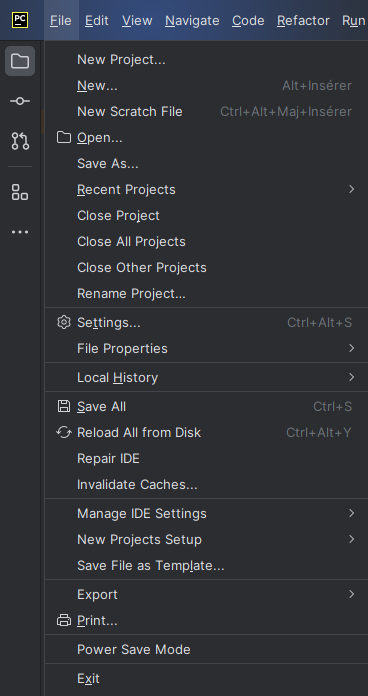 PC File Edit View Navigate Code Refactor Run
New Project...
New... Alt+Insérer
New Scratch File Ctrl+Alt+Maj+Insérer
Open...
Save As...
Recent Projects
Close Project
Close All Projects
Close Other Projects
Rename Project...
Settings... Ctrl+Alt+S
File Properties
Local History
Save All Ctrl+S
Reload All from Disk Ctrl+Alt+Y
Repair IDE
Invalidate Caches...
Manage IDE Settings
New Projects Setup
Save File as Template...
Export
Print...
Power Save Mode
Exit